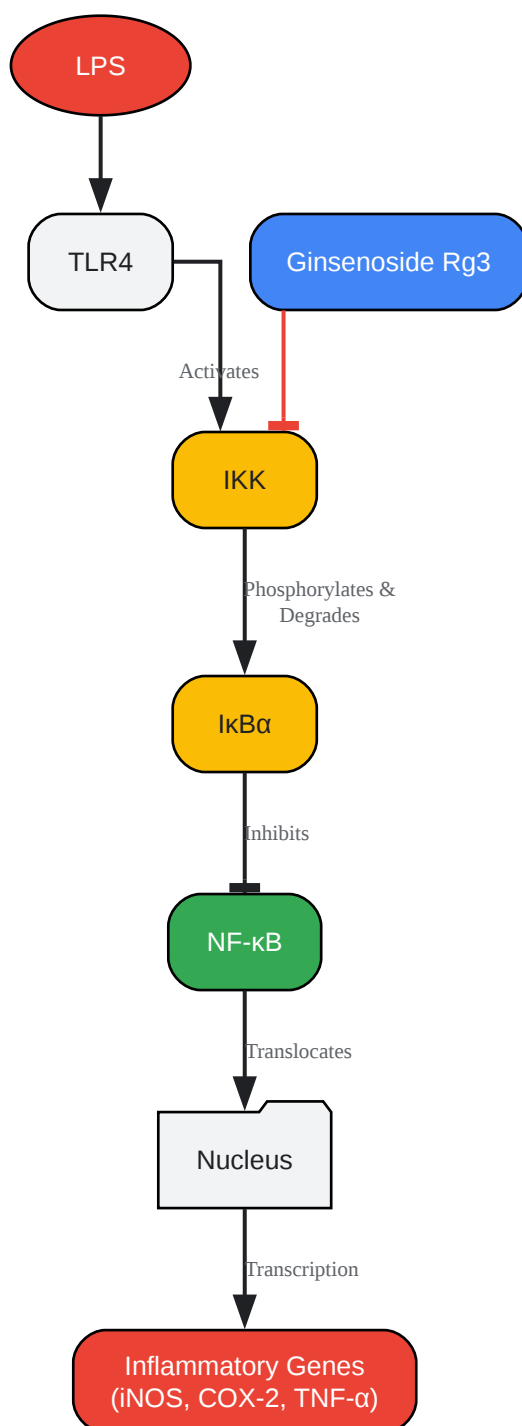 LPS
TLR4
Ginsenoside Rg3
Activates
IKK
Phosphorylates &
Degrades
IκBα
Inhibits
NF-κB
Translocates
Nucleus
Transcription
Inflammatory Genes
(iNOS, COX-2, TNF-α)